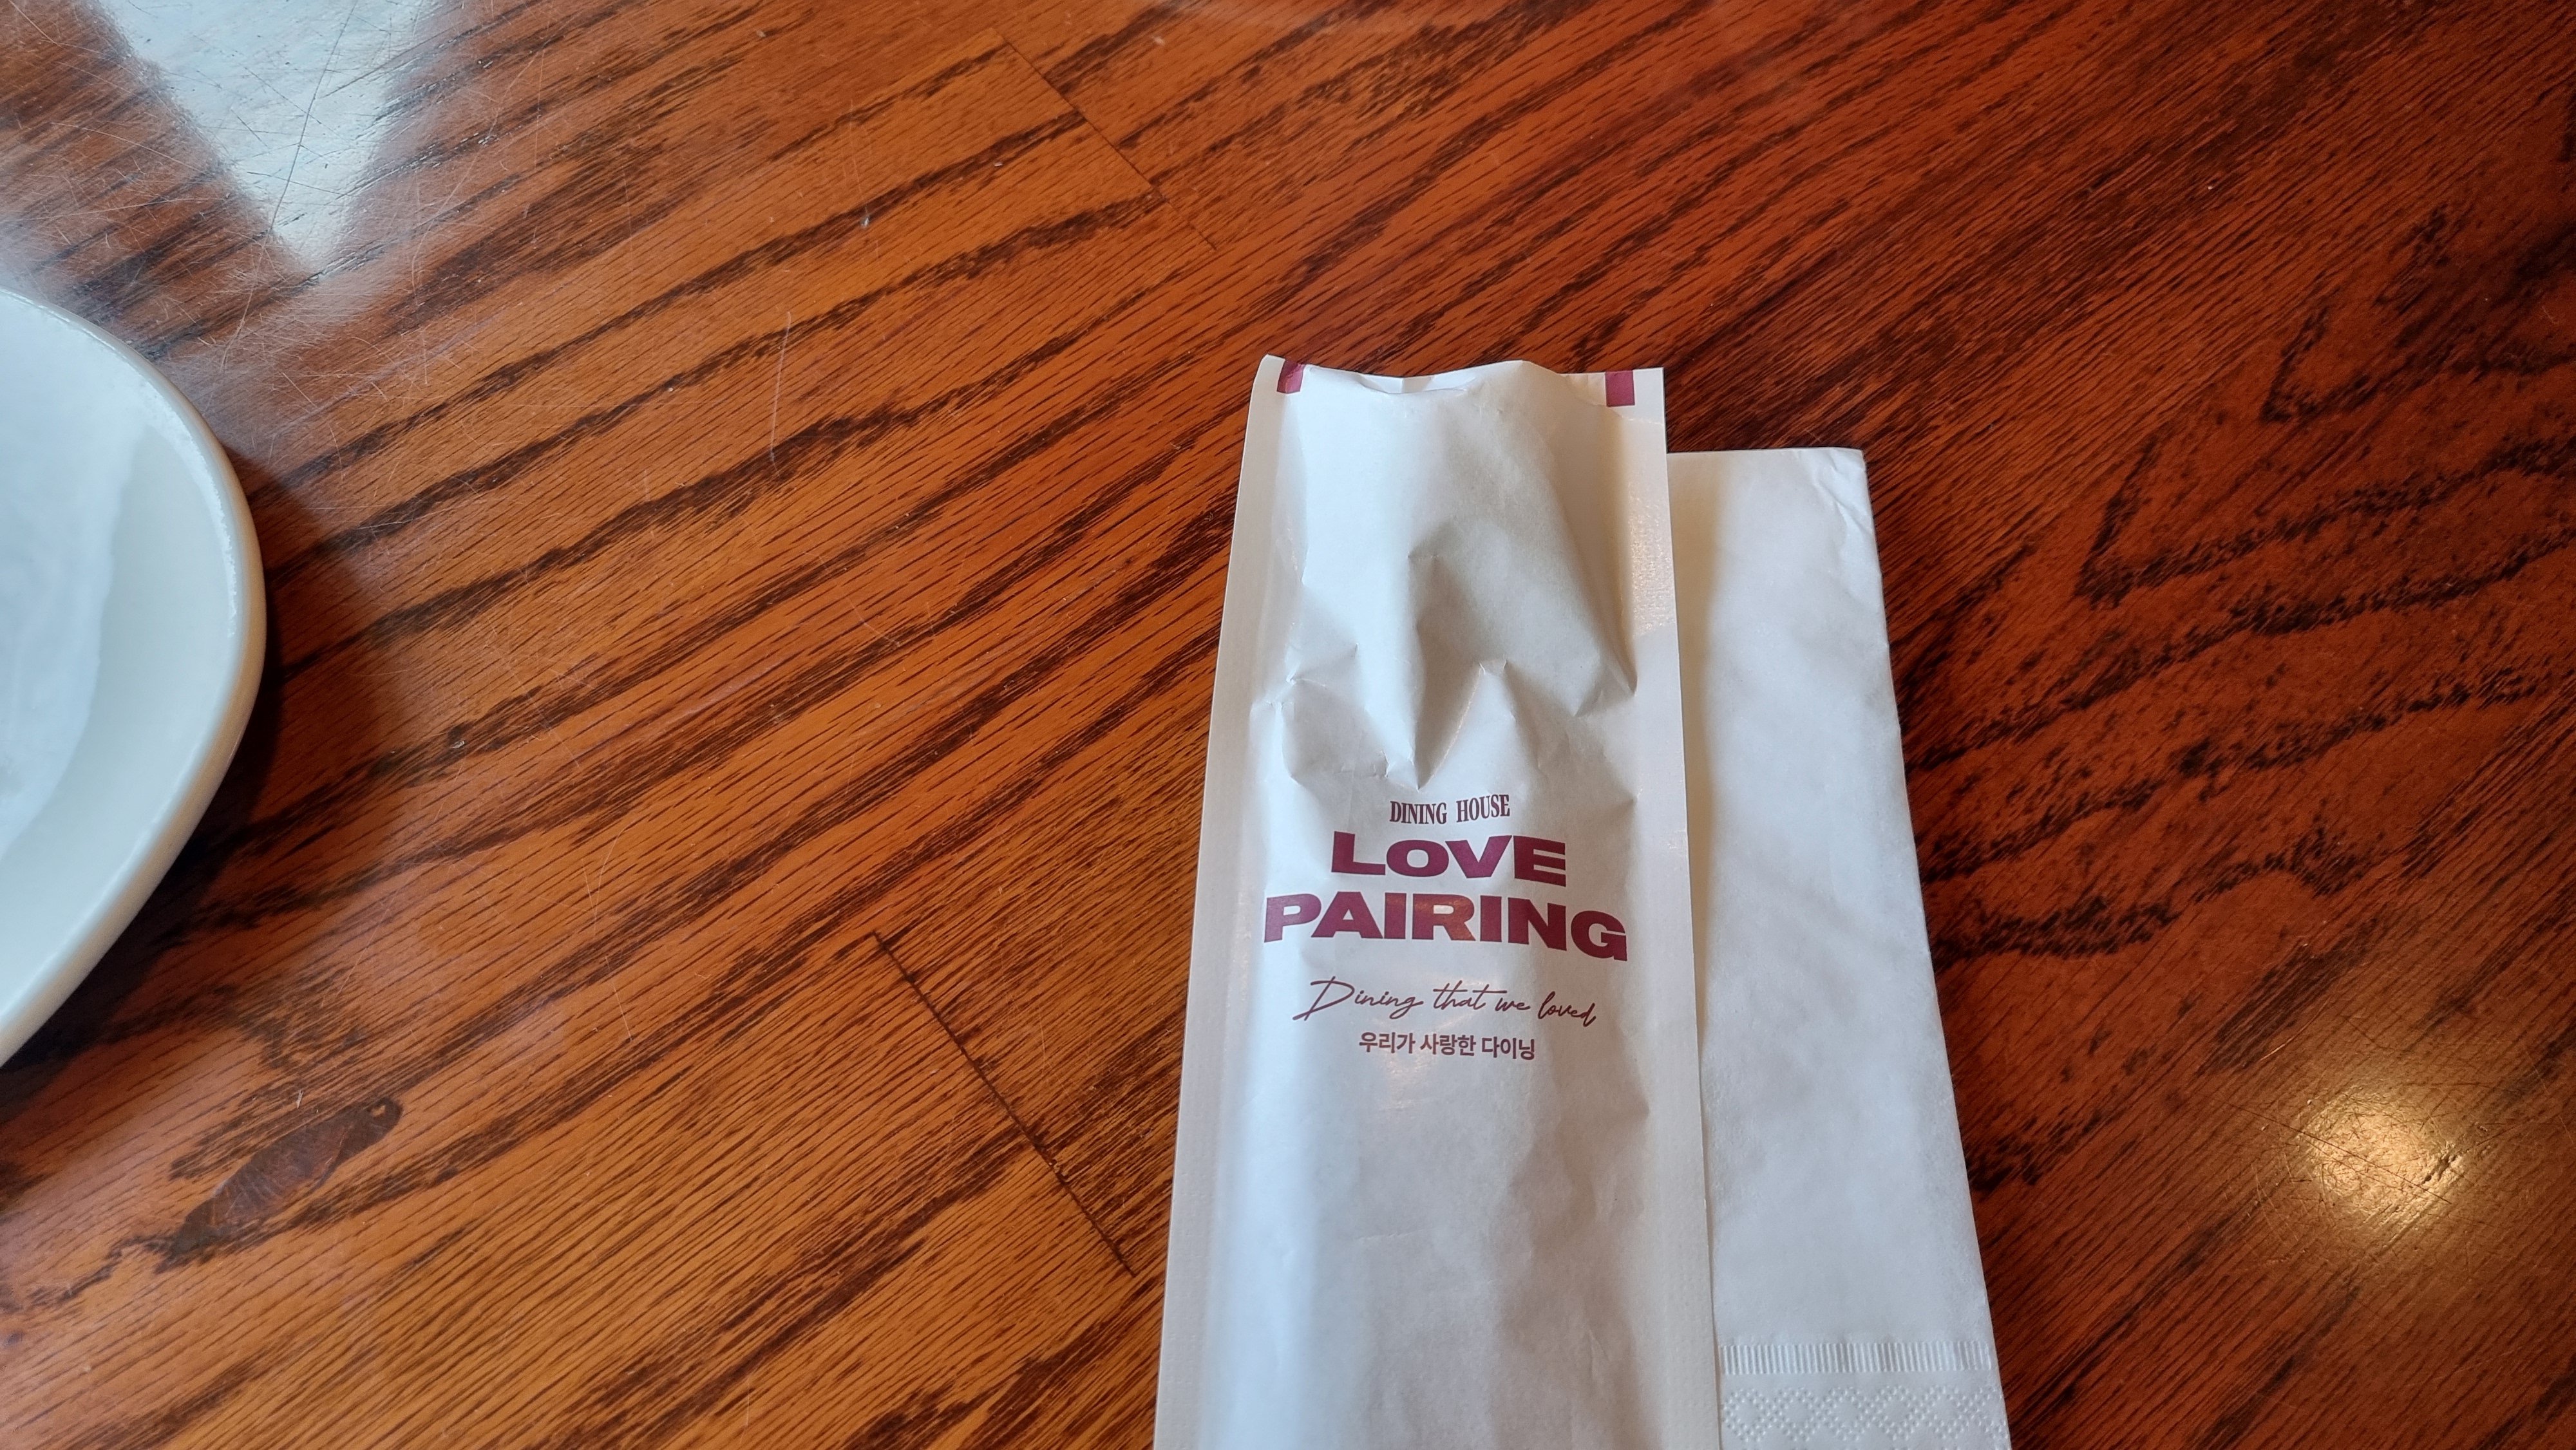 DINING HOUSE
LOVE
PAIRING
Dining that we loved
우리가 사랑한 다이닝